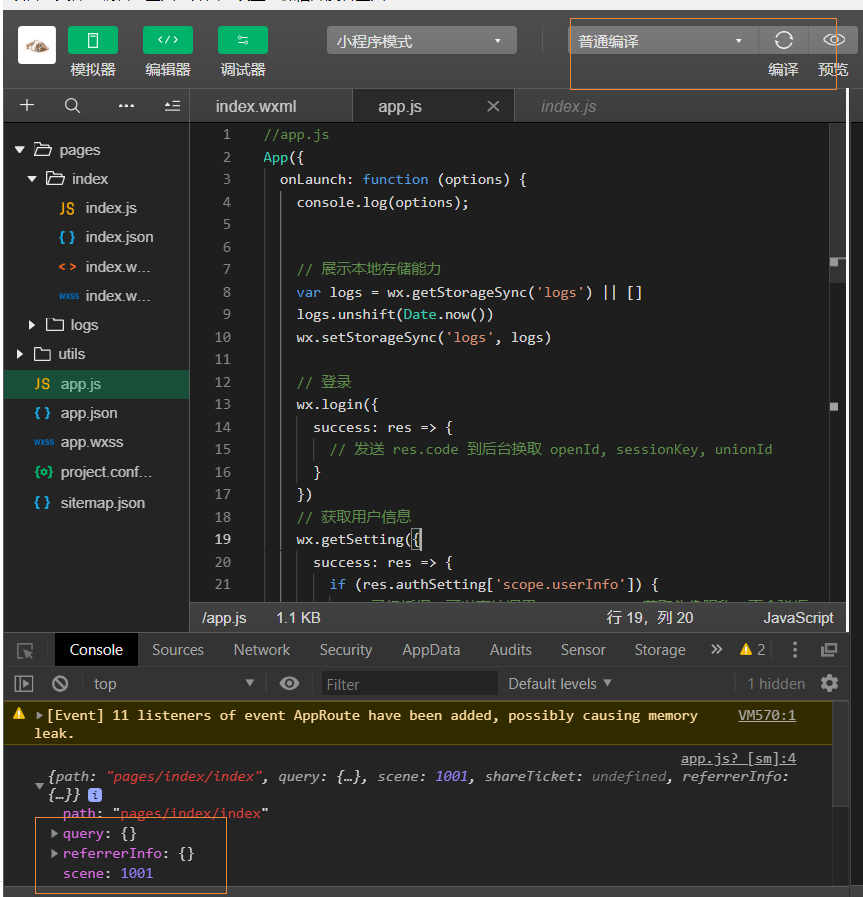 小程序模式
普通编译
模拟器 编辑器 调试器 编译 预览
index.wxml app.js index.js
pages
index
JS index.js
{ } index.json
< > index.w...
wxss index.w...
logs
utils
JS app.js
{ } app.json
wxss app.wxss
project.conf...
{ } sitemap.json
1 //app.js
2 App({
3 onLaunch: function (options) {
4 console.log(options);
5
6
7 // 展示本地存储能力
8 var logs = wx.getStorageSync('logs') || []
9 logs.unshift(Date.now())
10 wx.setStorageSync('logs', logs)
11
12 // 登录
13 wx.login({
14 success: res => {
15 // 发送 res.code 到后台换取 openId, sessionKey, unionId
16 }
17 })
18 // 获取用户信息
19 wx.getSetting({
20 success: res => {
21 if (res.authSetting['scope.userInfo']) {
/app.js 1.1 KB 行 19，列 20 JavaScript
Console Sources Network Security AppData Audits Sensor Storage 2
top Filter Default levels 1 hidden
[Event] 11 listeners of event AppRoute have been added, possibly causing memory VM570:1
leak.
app.js? [sm]:4
{path: "pages/index/index", query: {…}, scene: 1001, shareTicket: undefined, referrerInfo:
{…}} i
path: "pages/index/index"
query: {}
referrerInfo: {}
scene: 1001